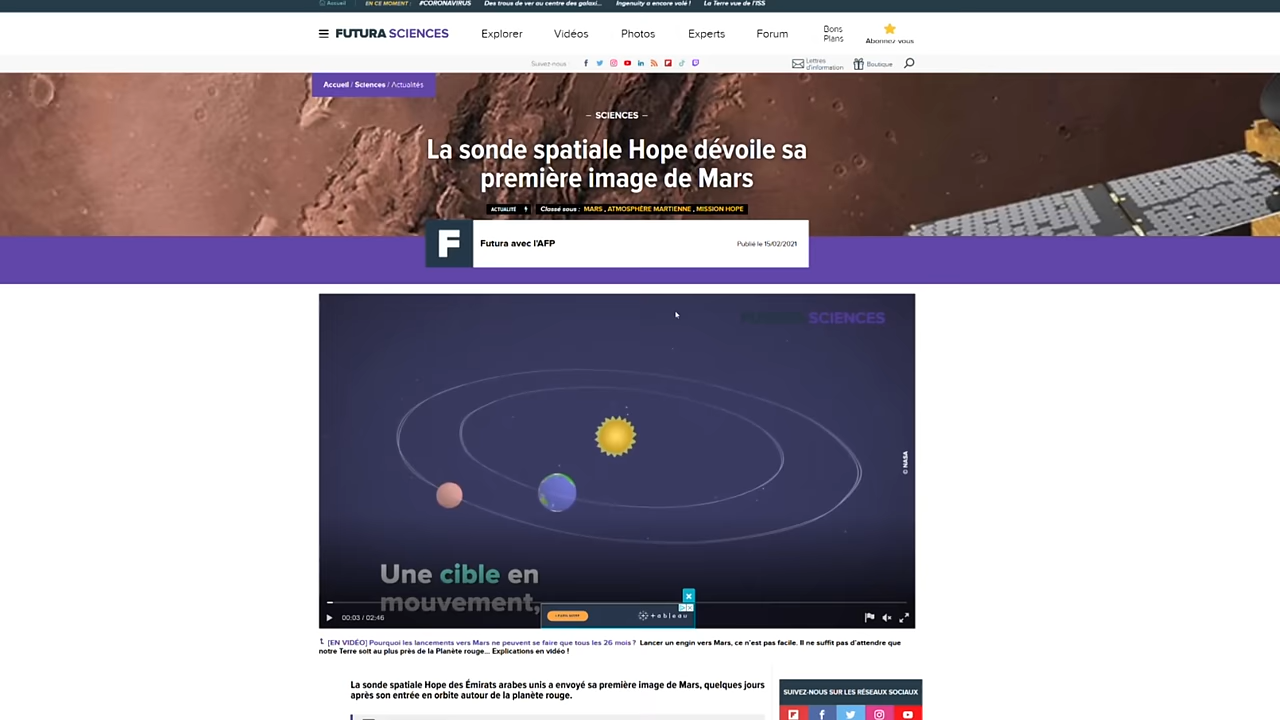 Accueil
EN CE MOMENT : #CORONAVIRUS Des trous de ver au centre des galaxi... Ingenuity a encore volé ! La Terre vue de l'ISS
FUTURA SCIENCES
Explorer Vidéos Photos Experts Forum
Bons
Plans
Abonnez vous
Suivez-nous :
Lettres
d'information
Boutique
Accueil / Sciences / Actualités
– SCIENCES –
La sonde spatiale Hope dévoile sa
première image de Mars
ACTUALITÉ
Classé sous : MARS , ATMOSPHÈRE MARTIENNE , MISSION HOPE
F
Futura avec l'AFP
Publié le 15/02/2021
SCIENCES
© NASA
Une cible en
mouvement,
+ableau
00:03 / 02:46
[EN VIDÉO] Pourquoi les lancements vers Mars ne peuvent se faire que tous les 26 mois ? Lancer un engin vers Mars, ce n'est pas facile. Il ne suffit pas d'attendre que
notre Terre soit au plus près de la Planète rouge... Explications en vidéo !
La sonde spatiale Hope des Émirats arabes unis a envoyé sa première image de Mars, quelques jours
après son entrée en orbite autour de la planète rouge.
SUIVEZ-NOUS SUR LES RÉSEAUX SOCIAUX